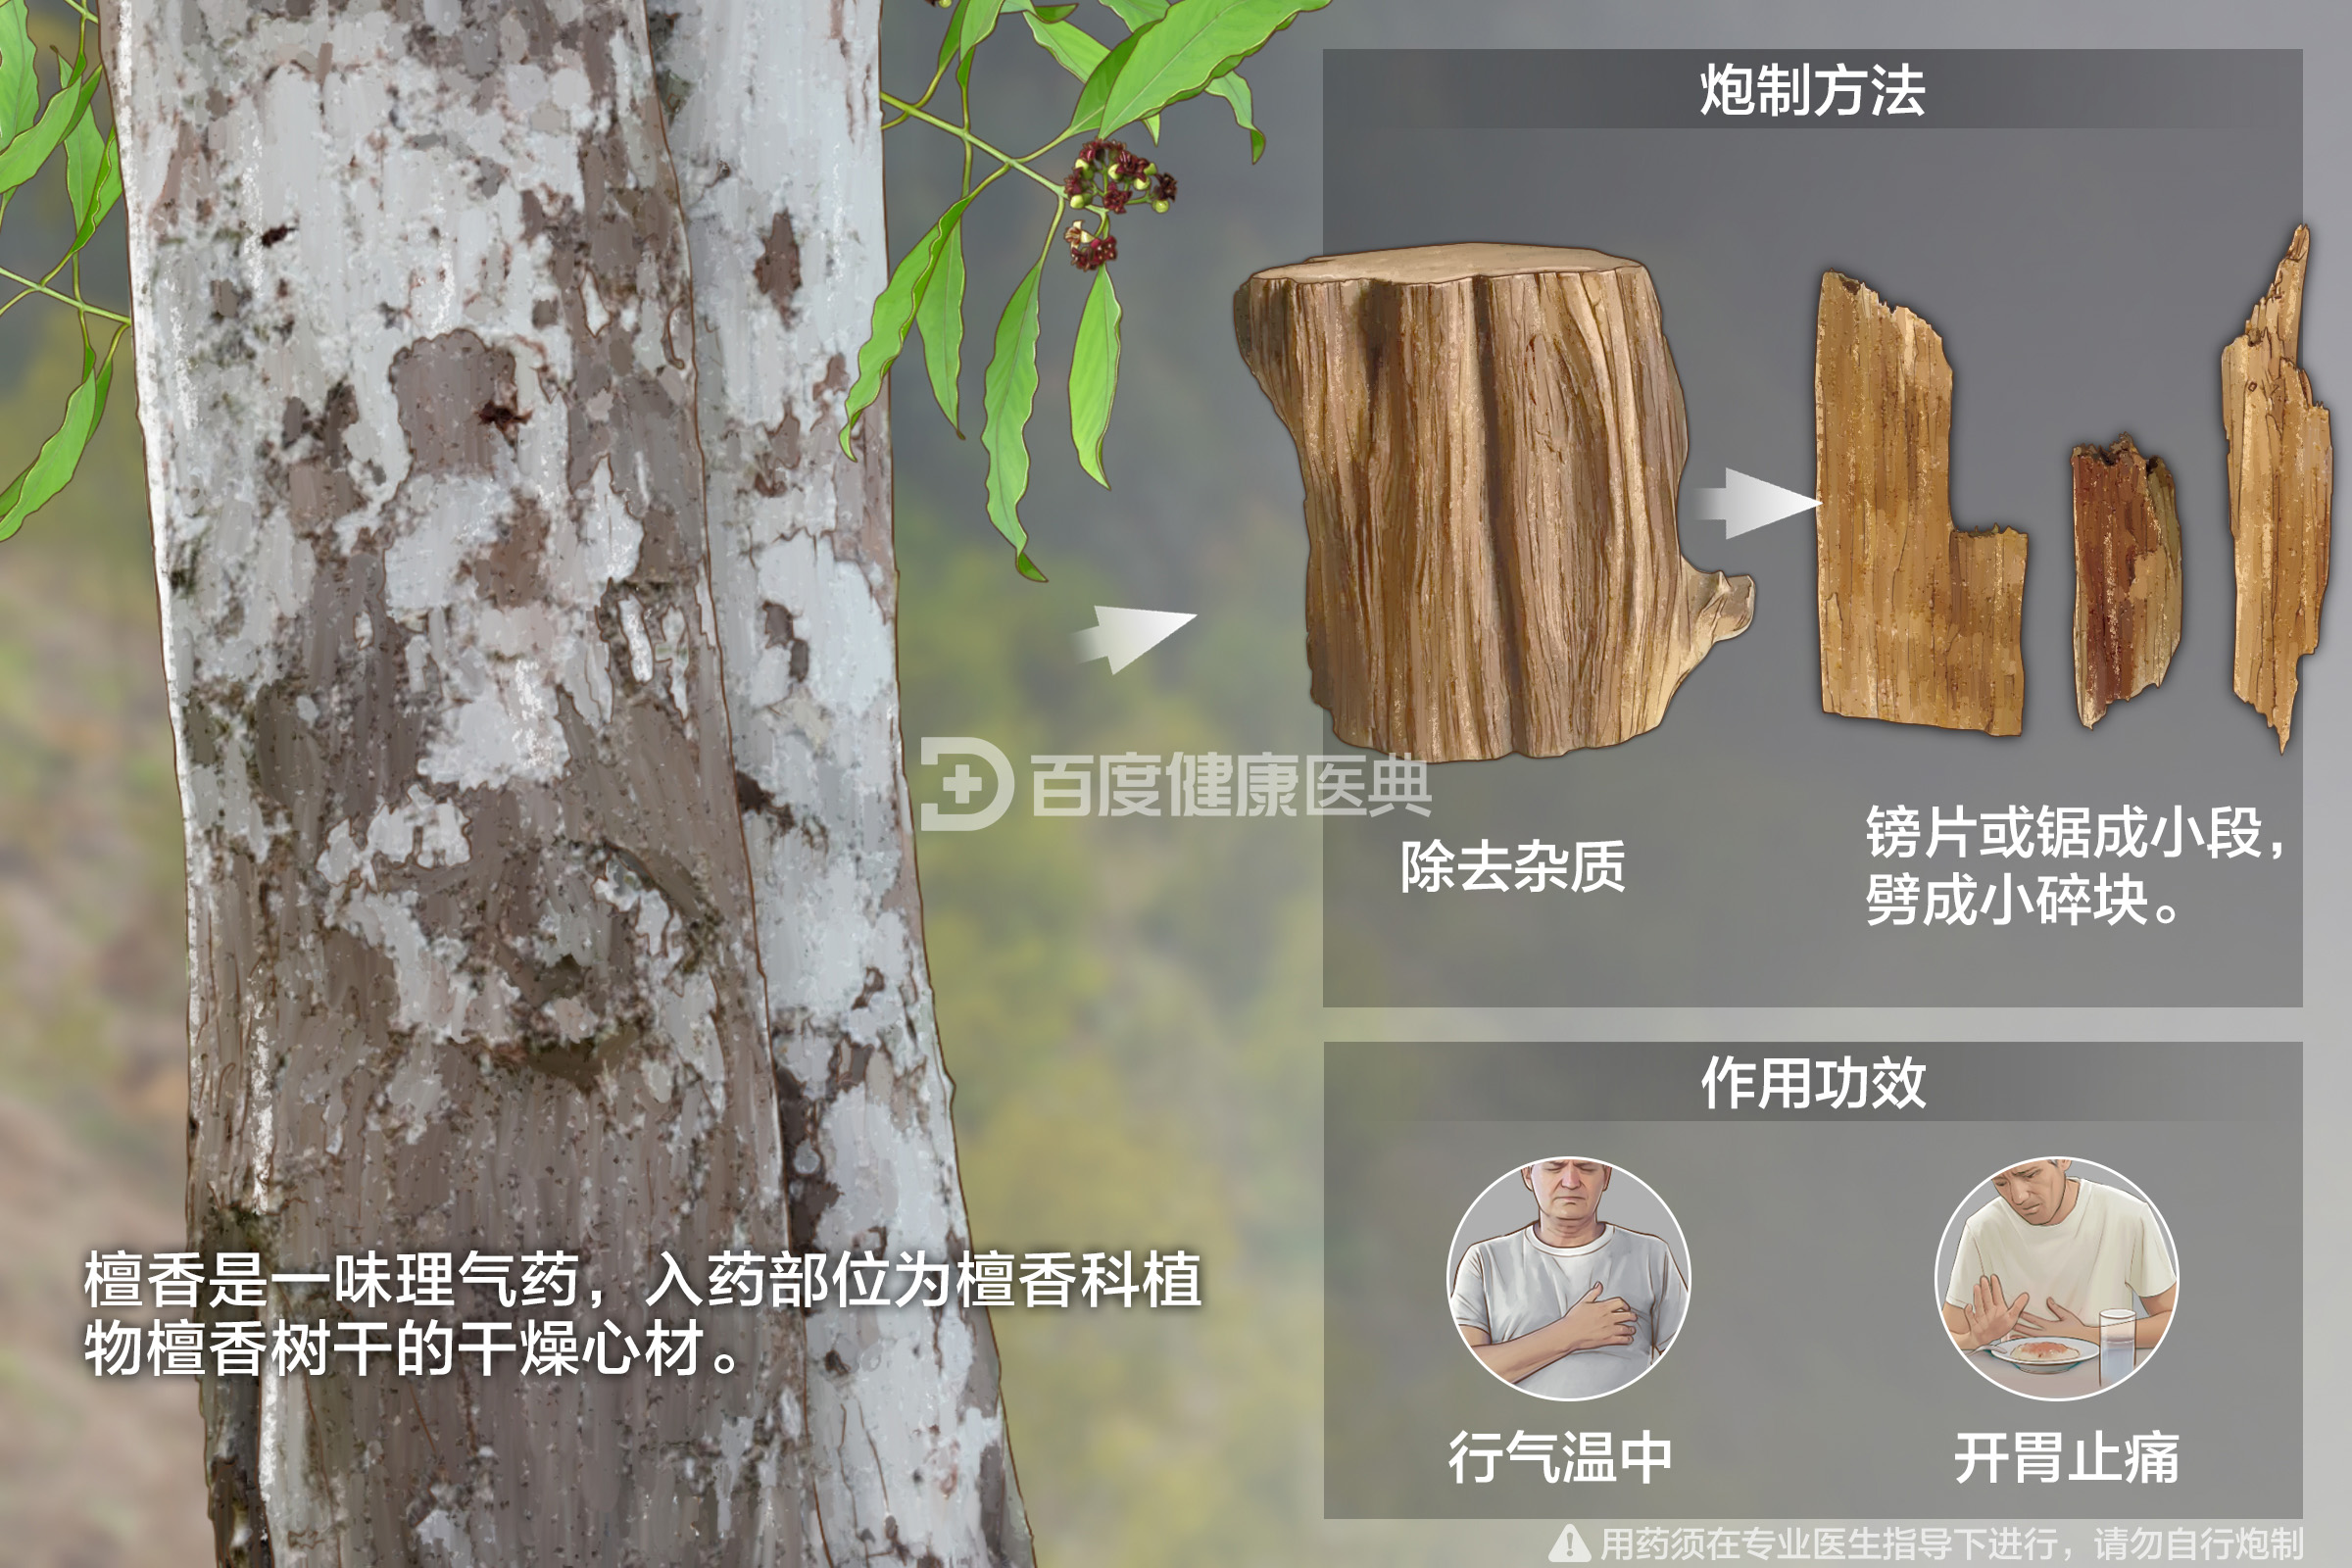 炮制方法
百度健康医典
除去杂质
镑片或锯成小段，
劈成小碎块。
作用功效
檀香是一味理气药，入药部位为檀香科植
物檀香树干的干燥心材。
行气温中
开胃止痛
用药须在专业医生指导下进行，请勿自行炮制